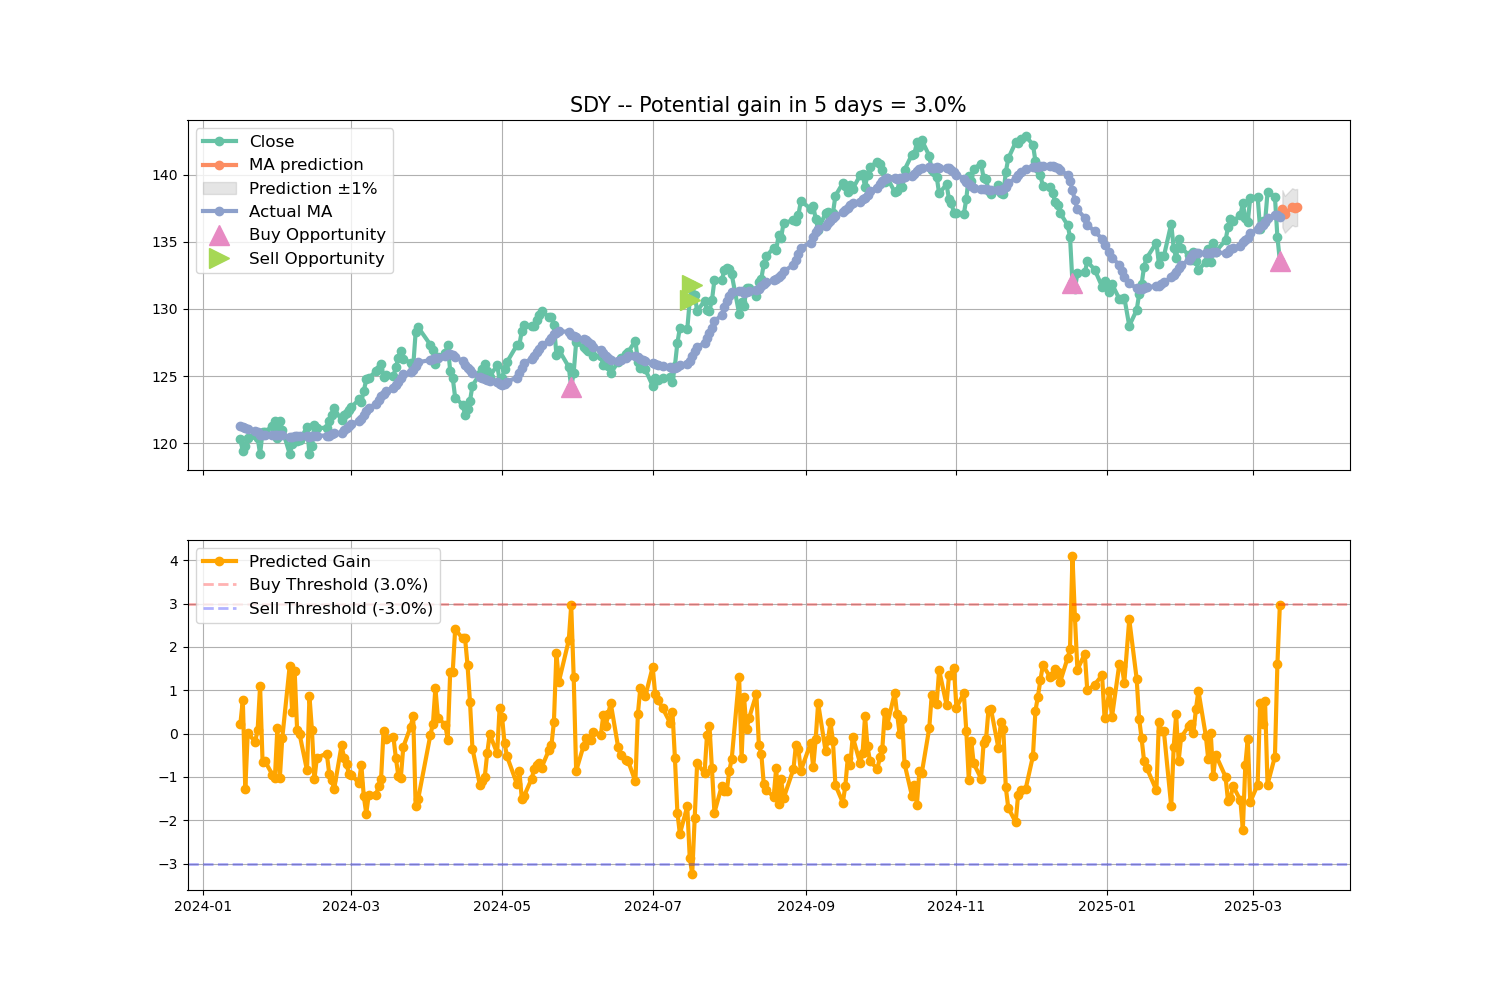 SDY -- Potential gain in 5 days = 3.0%
Close
MA prediction
Prediction ±1%
Actual MA
Buy Opportunity
Sell Opportunity
140
135
130
125
120
Predicted Gain
Buy Threshold (3.0%)
Sell Threshold (-3.0%)
4
3
2
1
0
−1
−2
−3
2024-01 2024-03 2024-05 2024-07 2024-09 2024-11 2025-01 2025-03